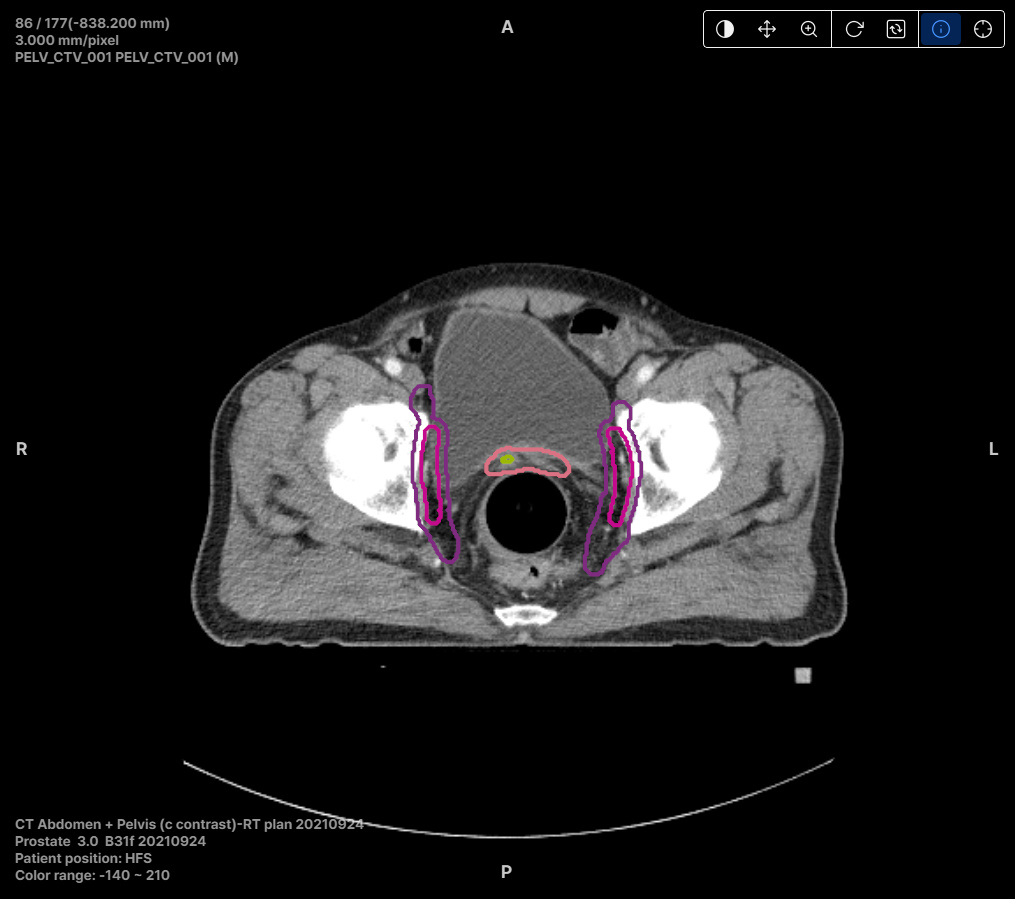 86 / 177(-838.200 mm)
3.000 mm/pixel
PELV_CTV_001 PELV_CTV_001 (M)
A
R
L
CT Abdomen + Pelvis (c contrast)-RT plan 20210924
Prostate  3.0  B31f 20210924
Patient position: HFS
Color range: -140 ~ 210
P